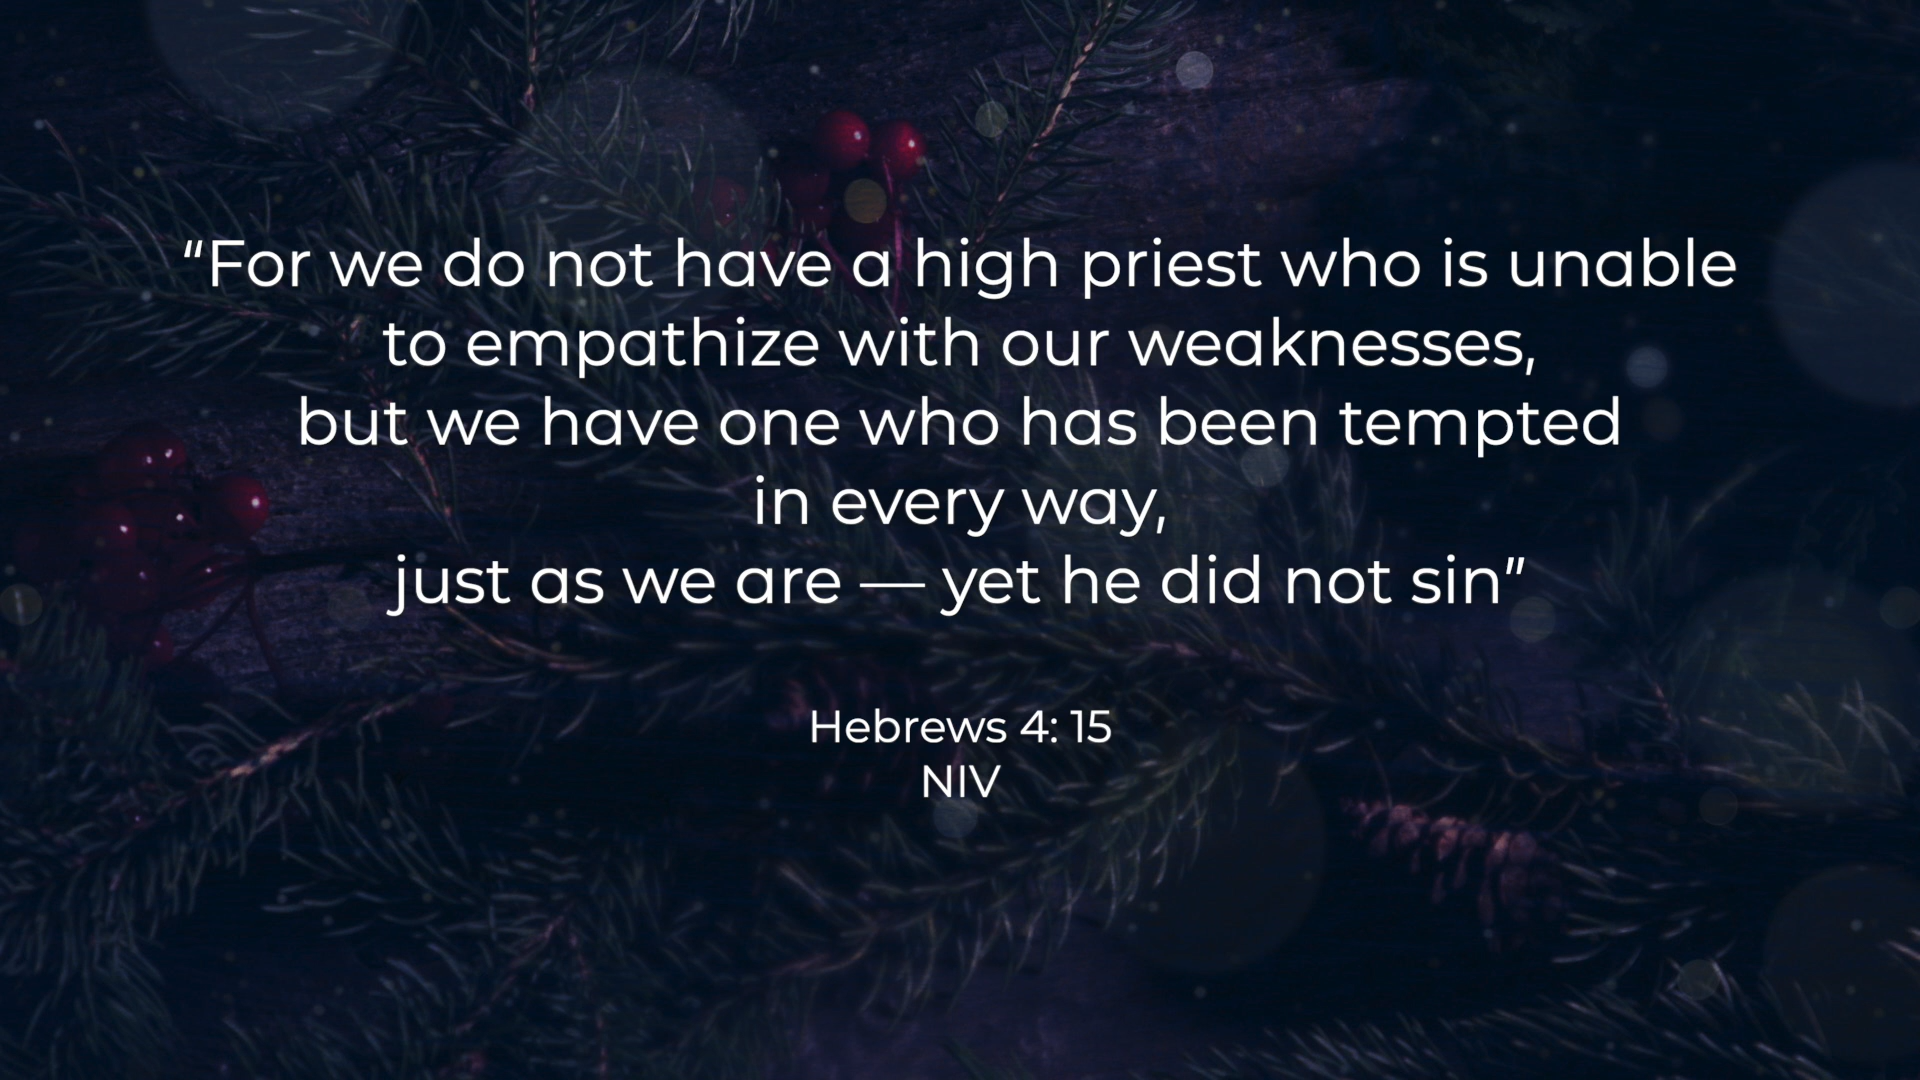 “For we do not have a high priest who is unable
to empathize with our weaknesses,
but we have one who has been tempted
in every way,
just as we are — yet he did not sin”
Hebrews 4: 15
NIV